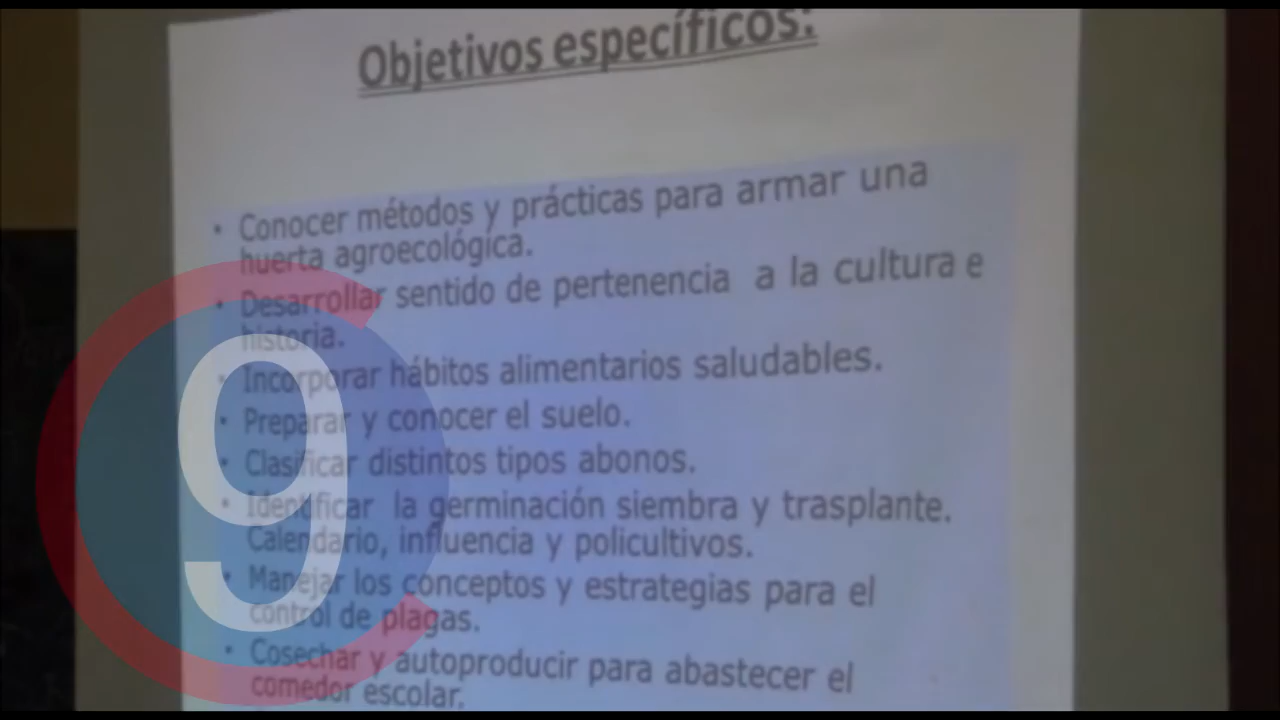 Objetivos específicos:
• Conocer métodos y prácticas para armar una
huerta agroecológica.
• Desarrollar sentido de pertenencia a la cultura e
historia.
• Incorporar hábitos alimentarios saludables.
• Preparar y conocer el suelo.
• Clasificar distintos tipos abonos.
• Identificar la germinación siembra y trasplante.
Calendario, influencia y policultivos.
• Manejar los conceptos y estrategias para el
control de plagas.
• Cosechar y autoproducir para abastecer el
comedor escolar.
9